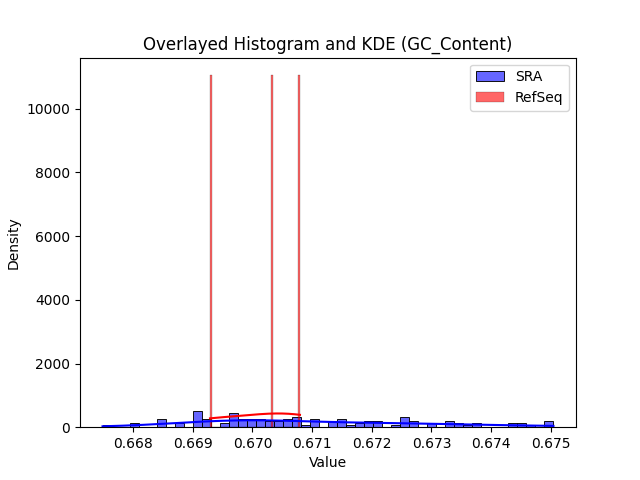 Overlayed Histogram and KDE (GC_Content)
SRA
RefSeq
10000
8000
6000
4000
2000
0
Density
0.668 0.669 0.670 0.671 0.672 0.673 0.674 0.675
Value